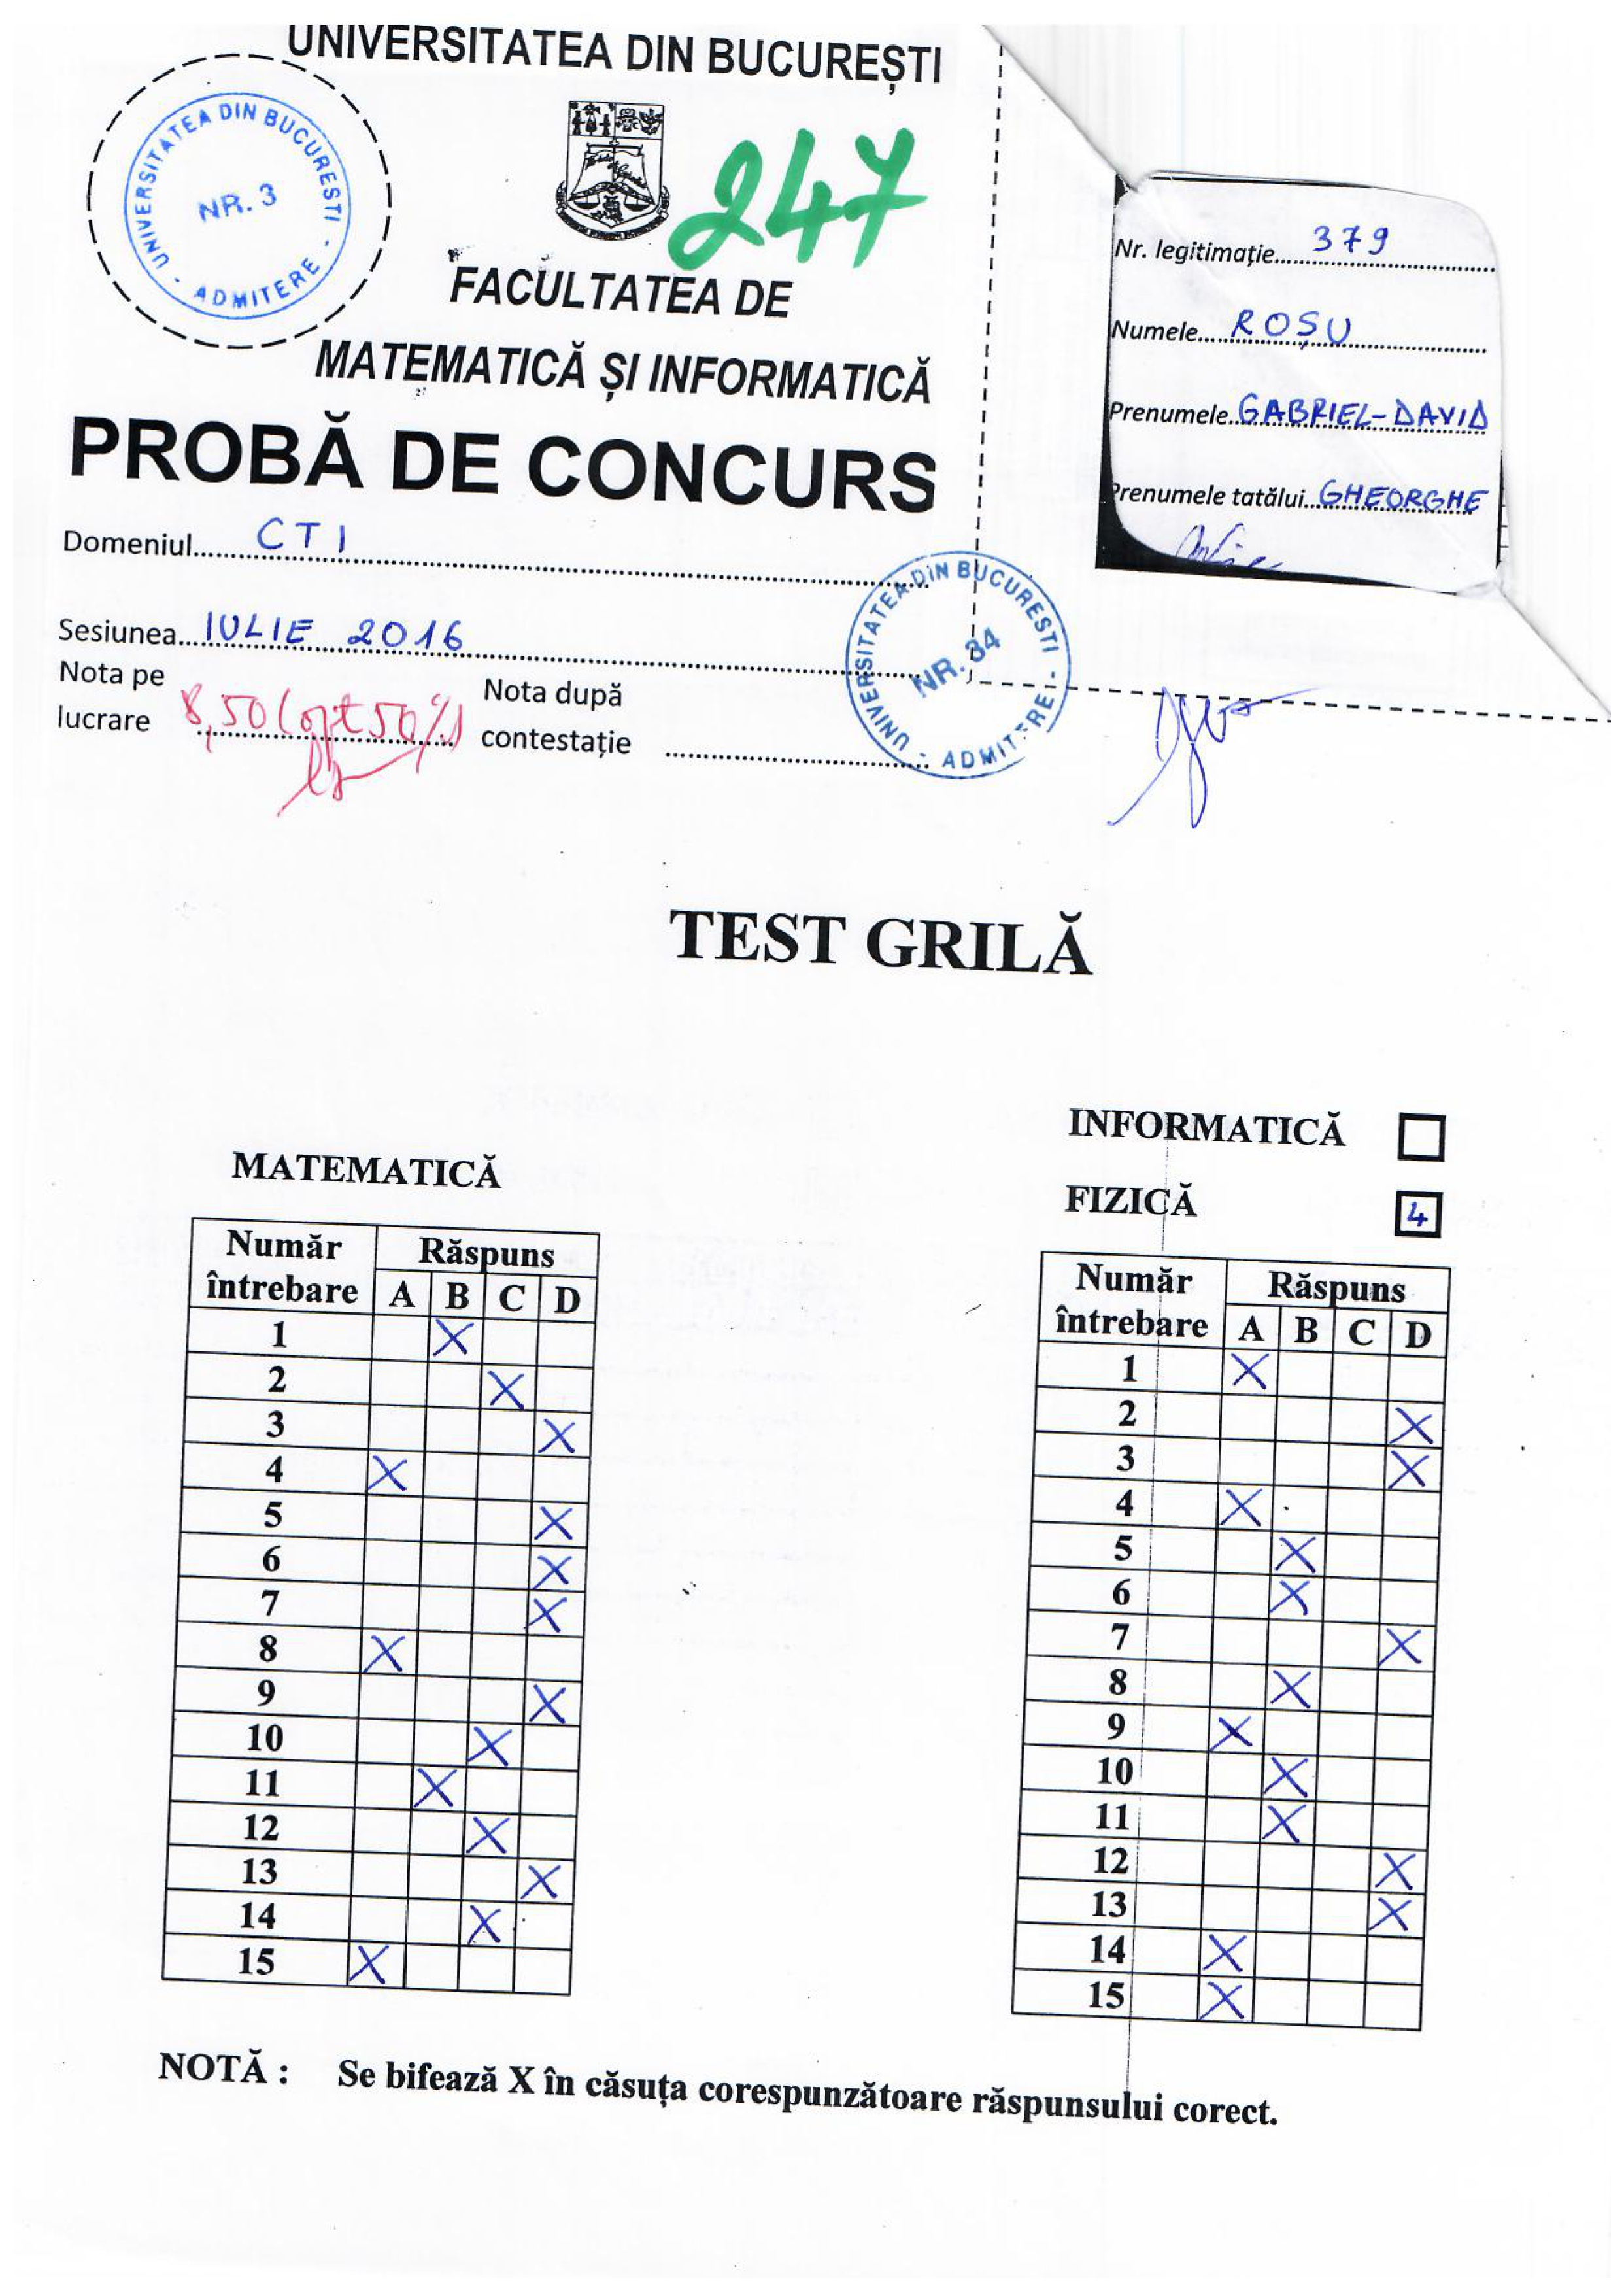 UNIVERSITATEA DIN BUCUREȘTI
UNIVERSITATEA DIN BUCURESTI - ADMITERE -
NR. 3
247
FACULTATEA DE
MATEMATICĂ ȘI INFORMATICĂ
PROBĂ DE CONCURS
Domeniul......CTI
Sesiunea...IULIE 2016
Nota pe lucrare 8,50 (opt 50%)
Nota după contestație
UNIVERSITATEA DIN BUCURESTI - ADMITERE -
NR. 34
Nr. legitimație...379
Numele...ROȘU
Prenumele..GABRIEL-DAVID
Prenumele tatălui..GHEORGHE
TEST GRILĂ
MATEMATICĂ
Număr întrebare Răspuns
A B C D
1 X
2 X
3 X
4 X
5 X
6 X
7 X
8 X
9 X
10 X
11 X
12 X
13 X
14 X
15 X
INFORMATICĂ
FIZICĂ 4
Număr întrebare Răspuns
A B C D
1 X
2 X
3 X
4 X
5 X
6 X
7 X
8 X
9 X
10 X
11 X
12 X
13 X
14 X
15 X
NOTĂ : Se bifează X în căsuța corespunzătoare răspunsului corect.